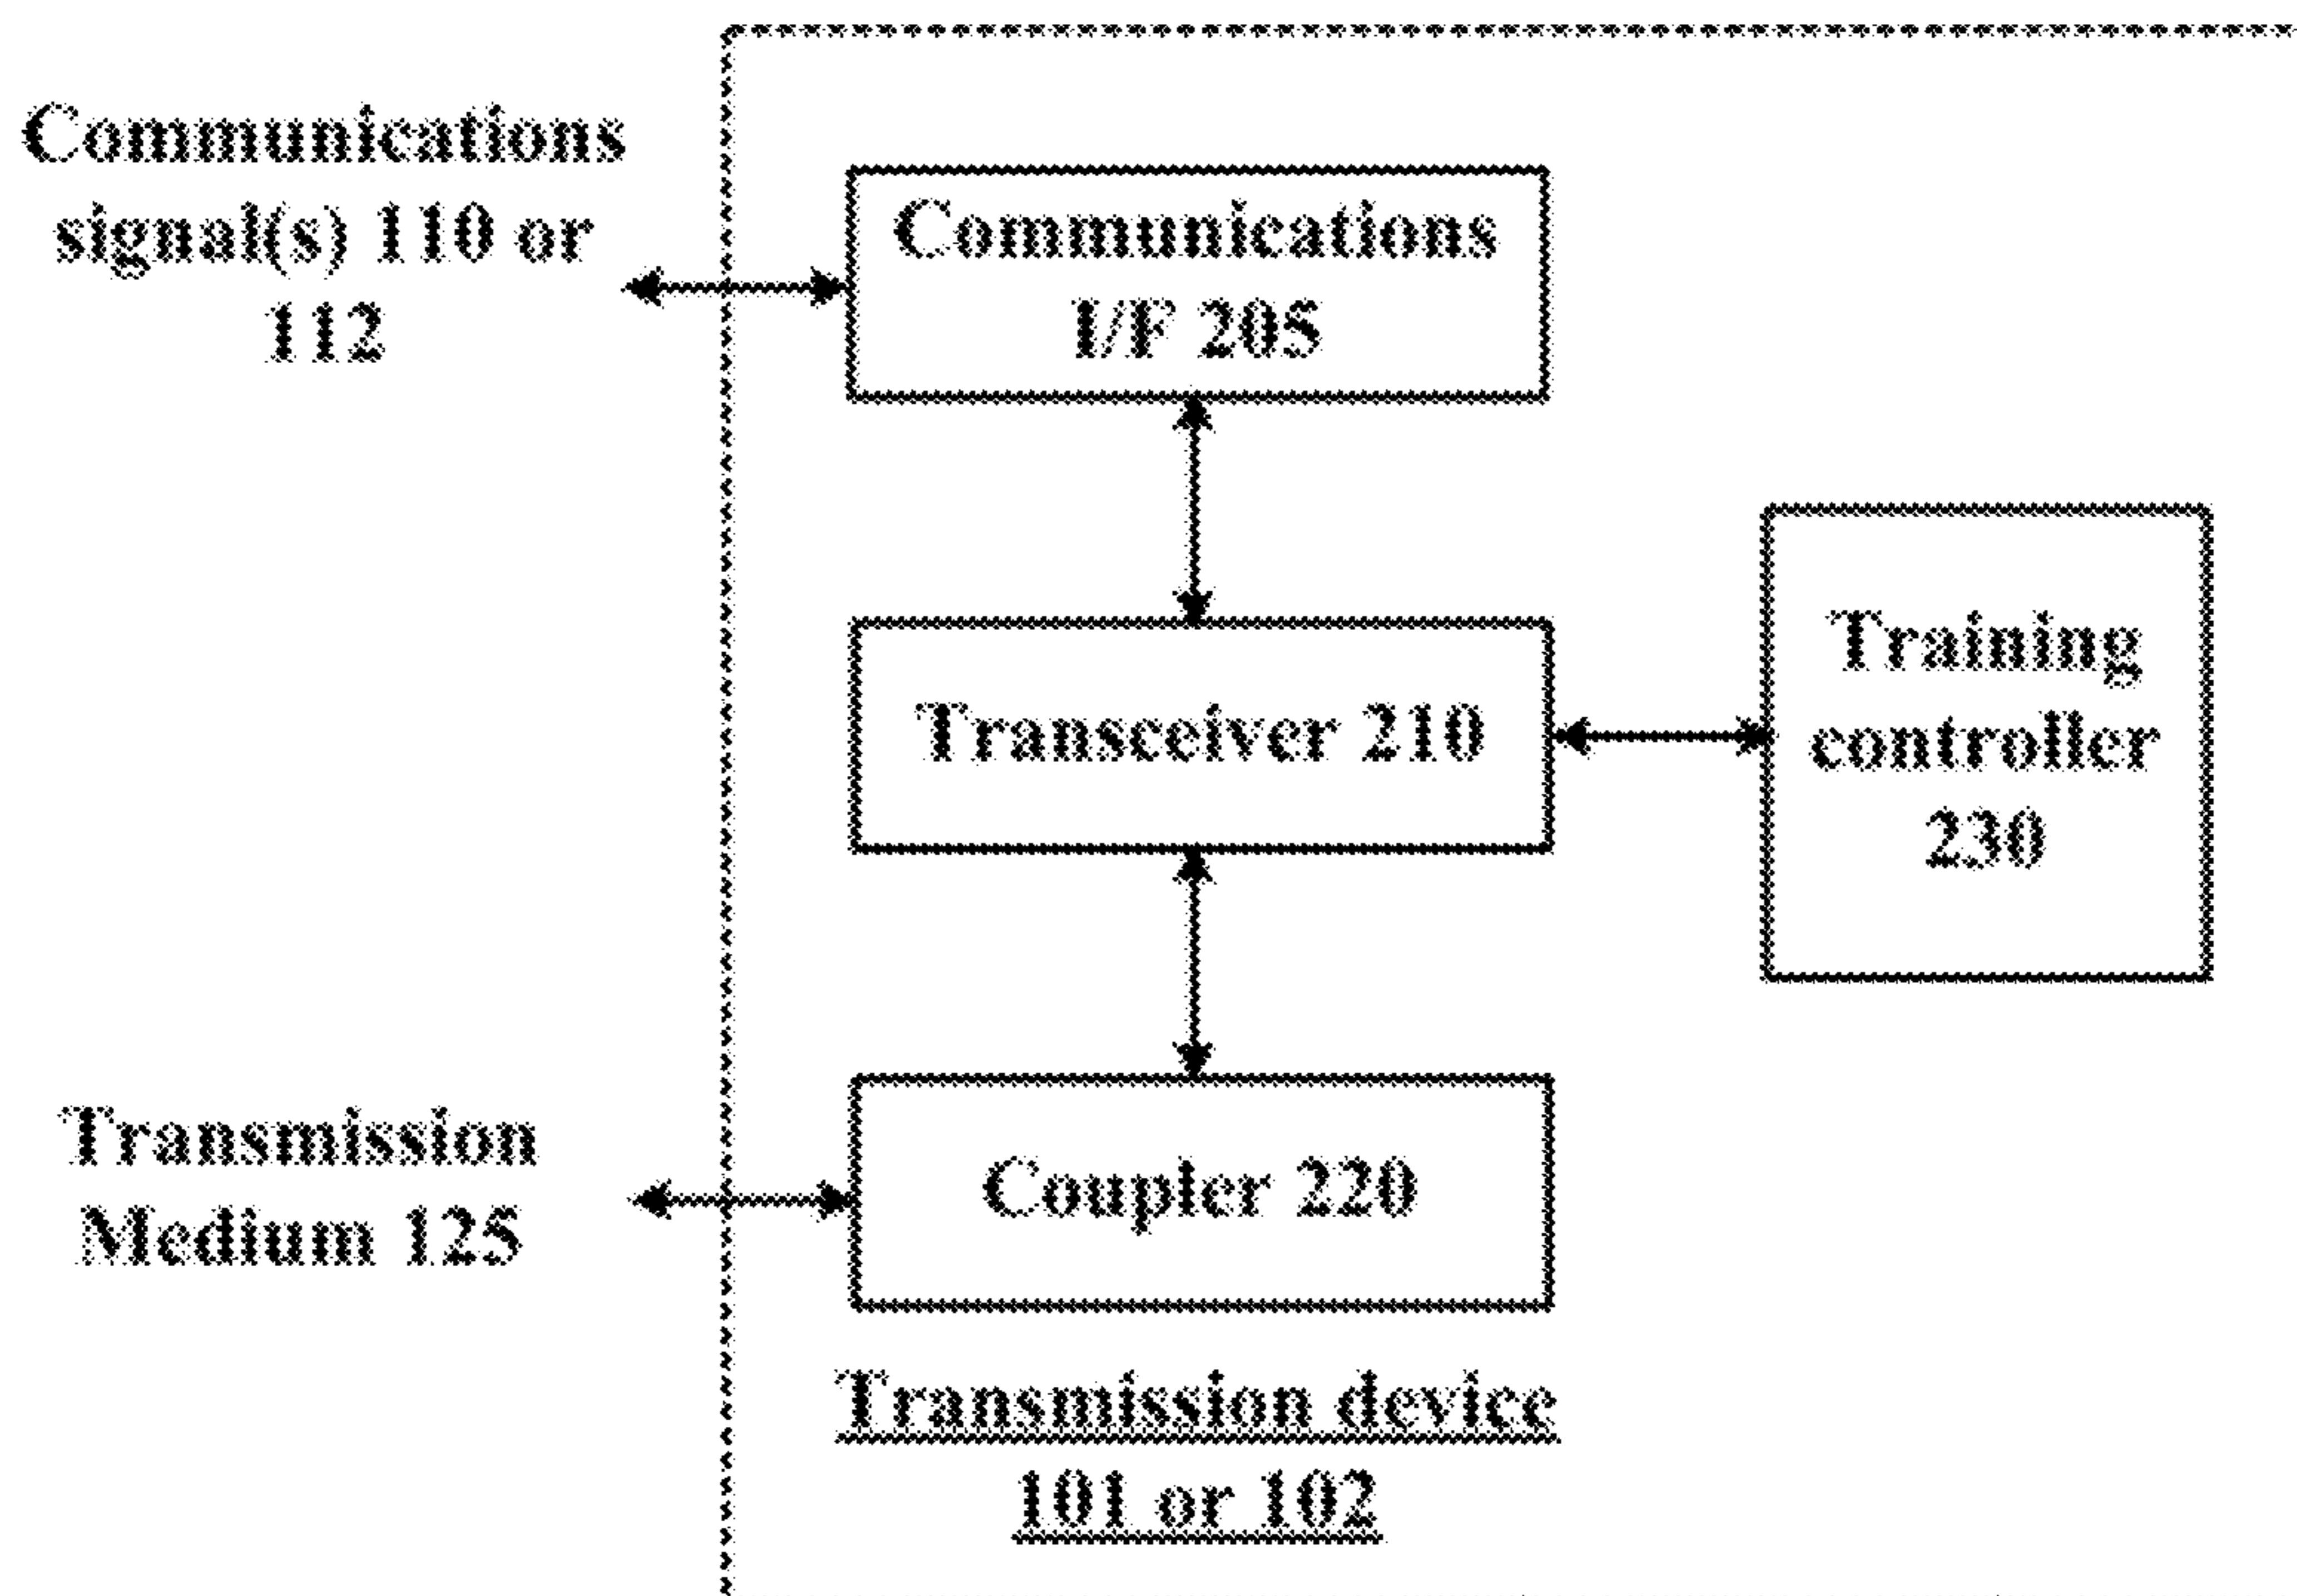 Communications
signal(s) 110 or
112
Communications
I/F 205
Transceiver 210
Training
controller
230
Transmission
Medium 125
Coupler 220
Transmission device
101 or 102